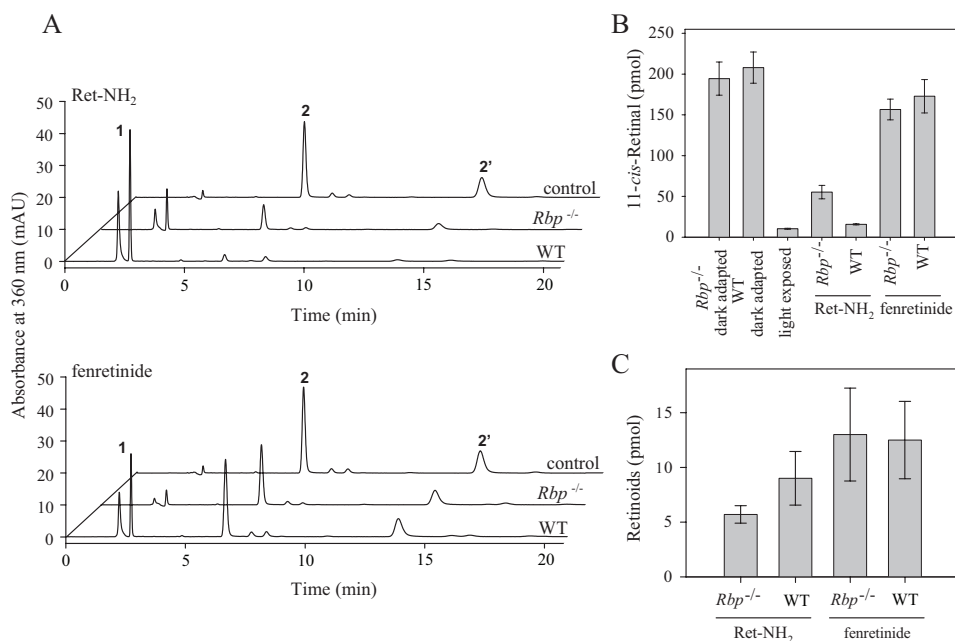 A
Absorbance at 360 nm (mAU)
Ret-NH2
50
40
30
20
10
0
1
2
2'
control
Rbp -/-
WT
0
5
10
15
20
Time (min)
fenretinide
50
40
30
20
10
0
1
2
2'
control
Rbp -/-
WT
0
5
10
15
20
Time (min)
B
11-cis-Retinal (pmol)
250
200
150
100
50
0
Rbp-/-
dark adapted
WT
dark adapted
light exposed
Rbp-/-
WT
Rbp-/-
WT
Ret-NH2
fenretinide
C
Retinoids (pmol)
15
10
5
0
Rbp-/-
WT
Rbp-/-
WT
Ret-NH2
fenretinide